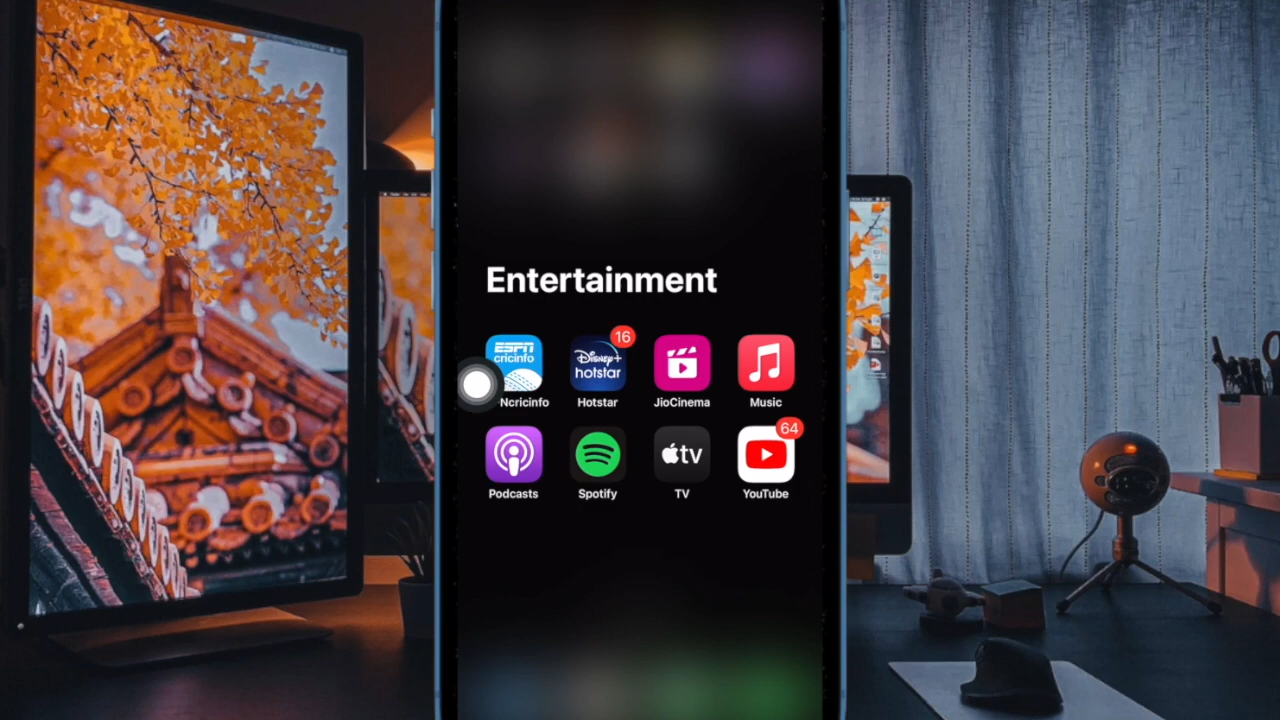 Entertainment
ESPN
cricinfo
Disney+
hotstar
16
Ncricinfo
Hotstar
JioCinema
Music
tv
64
Podcasts
Spotify
TV
YouTube